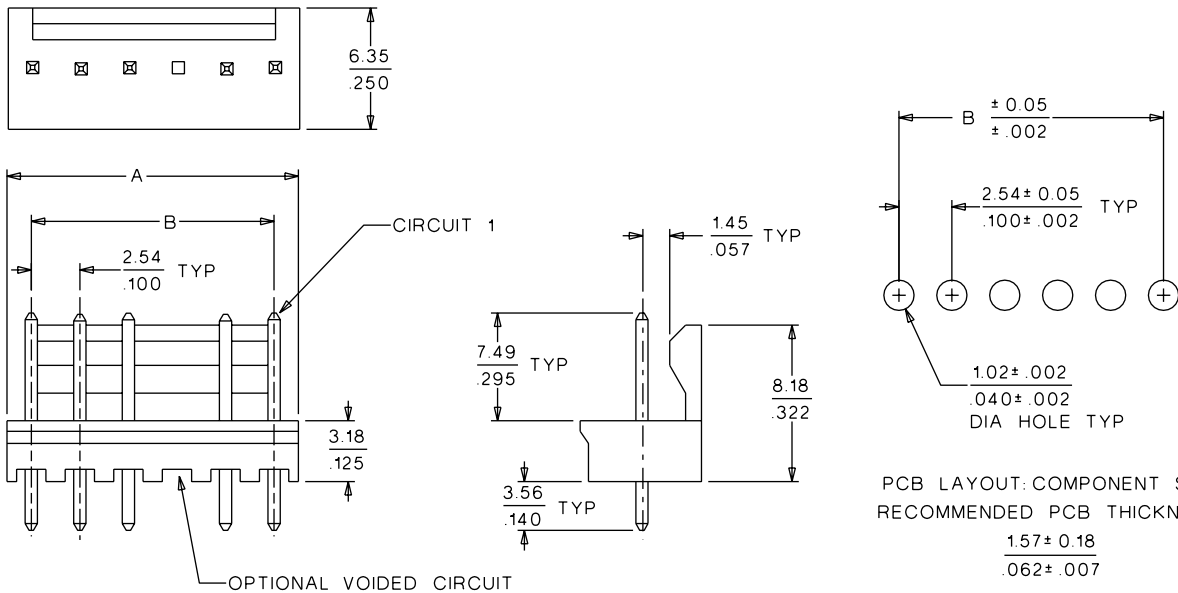 6.35
.250
A
B
CIRCUIT 1
2.54 TYP
.100
3.18
.125
OPTIONAL VOIDED CIRCUIT
1.45 TYP
.057
7.49 TYP
.295
8.18
.322
3.56 TYP
.140
B ± 0.05
± .002
2.54± 0.05 TYP
.100± .002
1.02± .002
.040± .002
DIA HOLE TYP
PCB LAYOUT: COMPONENT S
RECOMMENDED PCB THICKN
1.57± 0.18
.062± .007